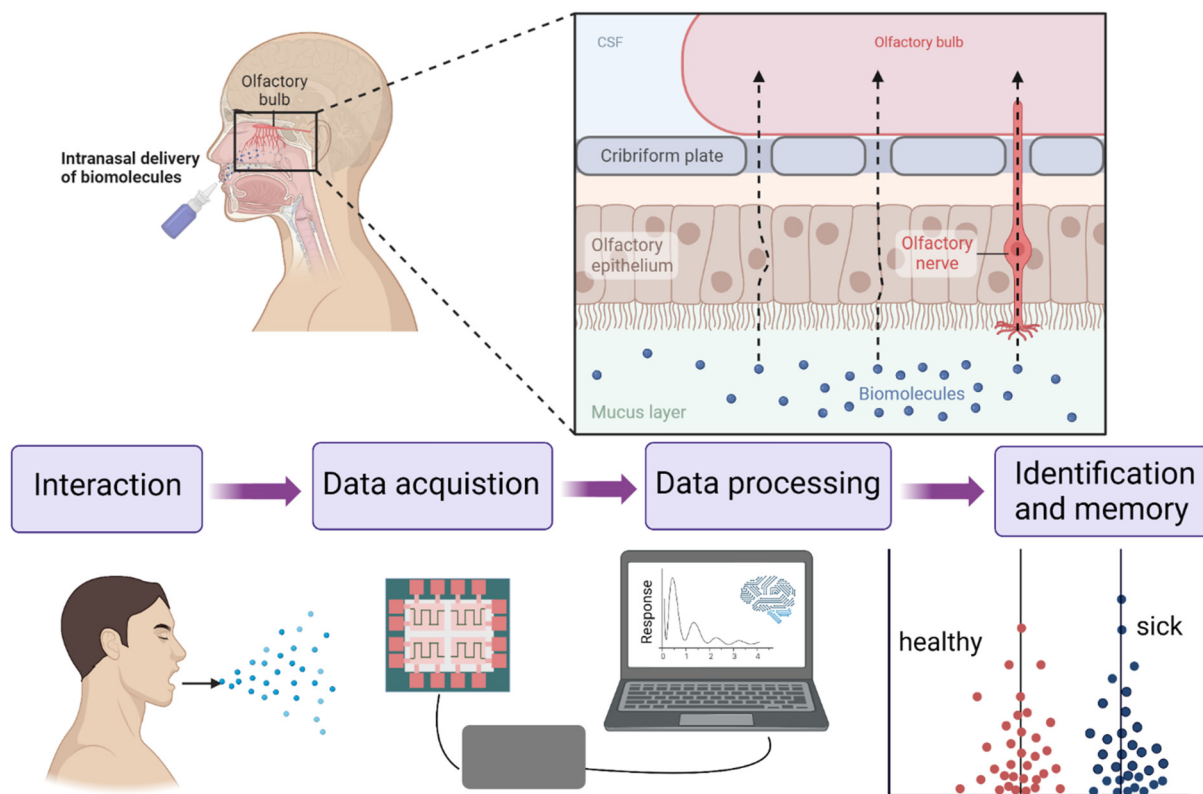 Olfactory
bulb
Intranasal delivery
of biomolecules
CSF
Olfactory bulb
Cribriform plate
Olfactory
epithelium
Olfactory
nerve
Biomolecules
Mucus layer
Interaction
Data acquistion
Data processing
Identification
and memory
Response
0 1 2 3 4
healthy
sick